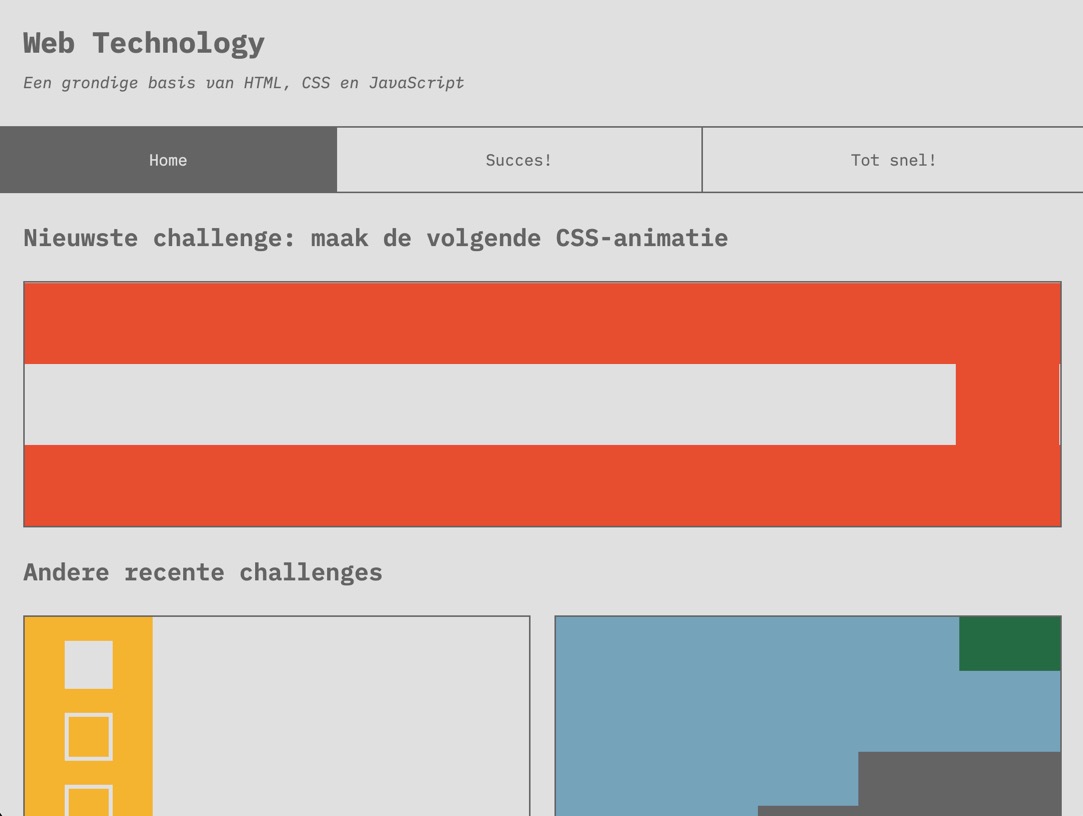 Web Technology
Een grondige basis van HTML, CSS en JavaScript
Home
Succes!
Tot snel!
Nieuwste challenge: maak de volgende CSS-animatie
Andere recente challenges